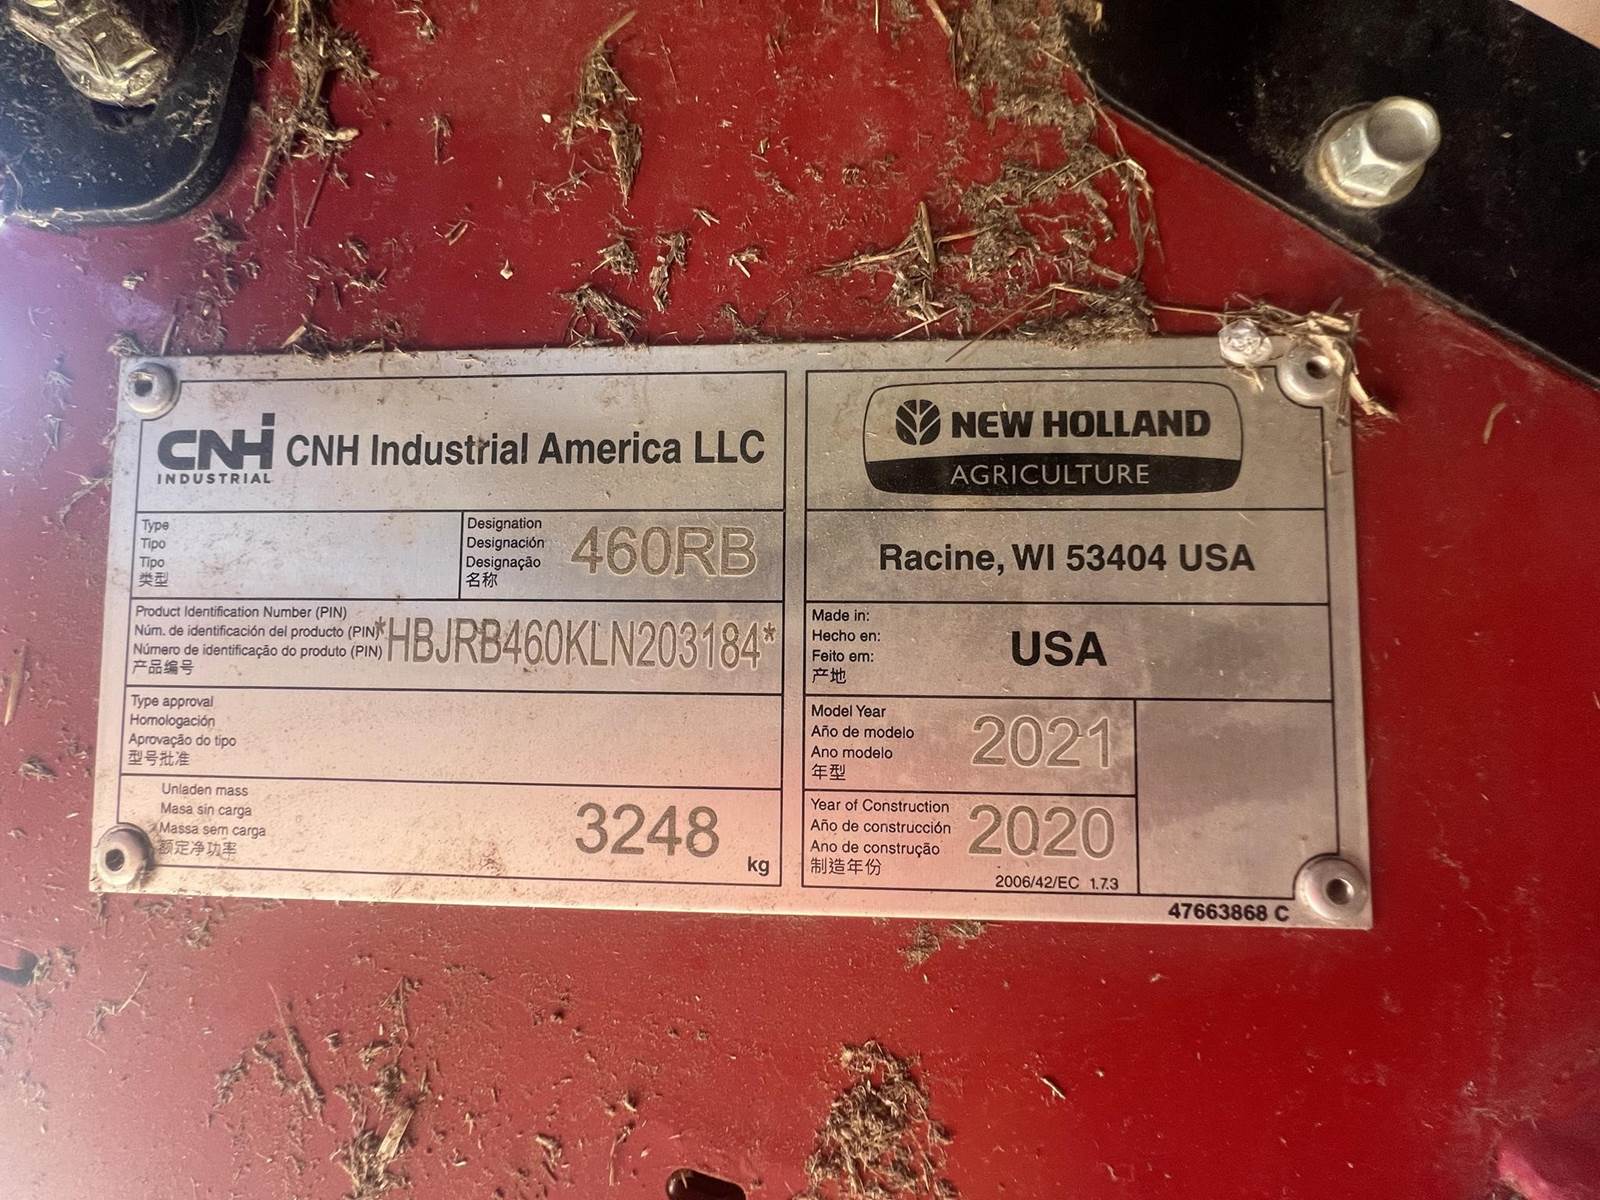 CNH INDUSTRIAL CNH Industrial America LLC
Type
Tipo
Tipo
类型
Designation
Designación
Designação
名称
460RB
Product Identification Number (PIN)
Núm. de identificación del producto (PIN)
Número de identificação do produto (PIN)
产品编号
*HBJRB460KLN203184*
Type approval
Homologación
Aprovação do tipo
型号批准
Unladen mass
Masa sin carga
Massa sem carga
额定净功率
3248
kg
NEW HOLLAND
AGRICULTURE
Racine, WI 53404 USA
Made in:
Hecho en:
Feito em:
产地
USA
Model Year
Año de modelo
Ano modelo
年型
2021
Year of Construction
Año de construcción
Ano de construção
制造年份
2020
2006/42/EC 1.7.3
47663868 C